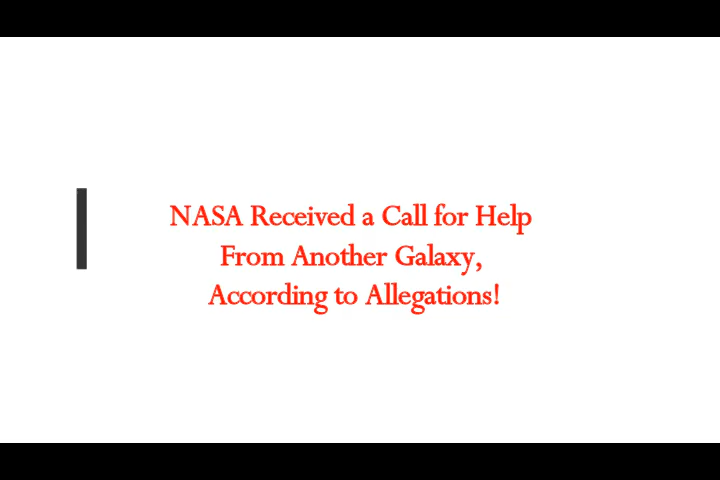 NASA Received a Call for Help
From Another Galaxy,
According to Allegations!